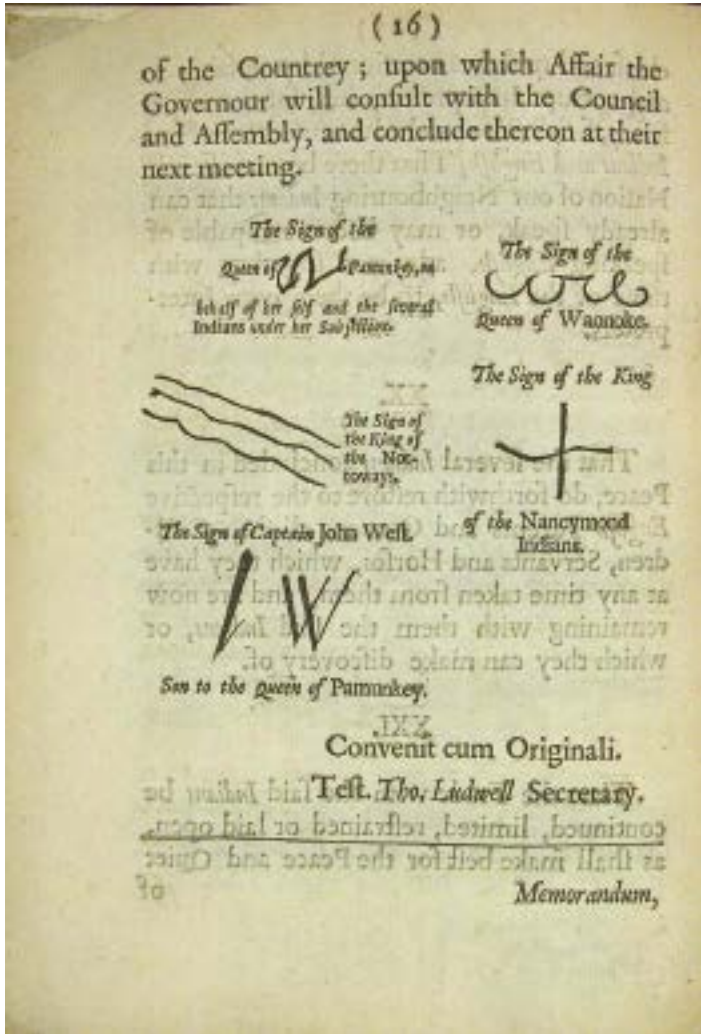 (16)
of the Countrey ; upon which Affair the
Governour will conſult with the Council
and Aſſembly, and conclude thereon at their
next meeting.
The Sign of the
Queen of Pamunkey, on
behalf of her ſelf and the ſeveral
Indians under her Subjection.
The Sign of the
Queen of Waonoke.
The Sign of
the King of
the Not-
toways.
The Sign of the King
of the Nancymond
Indians.
The Sign of Captain John Weſt.
I W
Son to the Queen of Pamunkey.
Convenit cum Originali.
Teſt. Tho. Ludwell Secretary.
Memorandum,